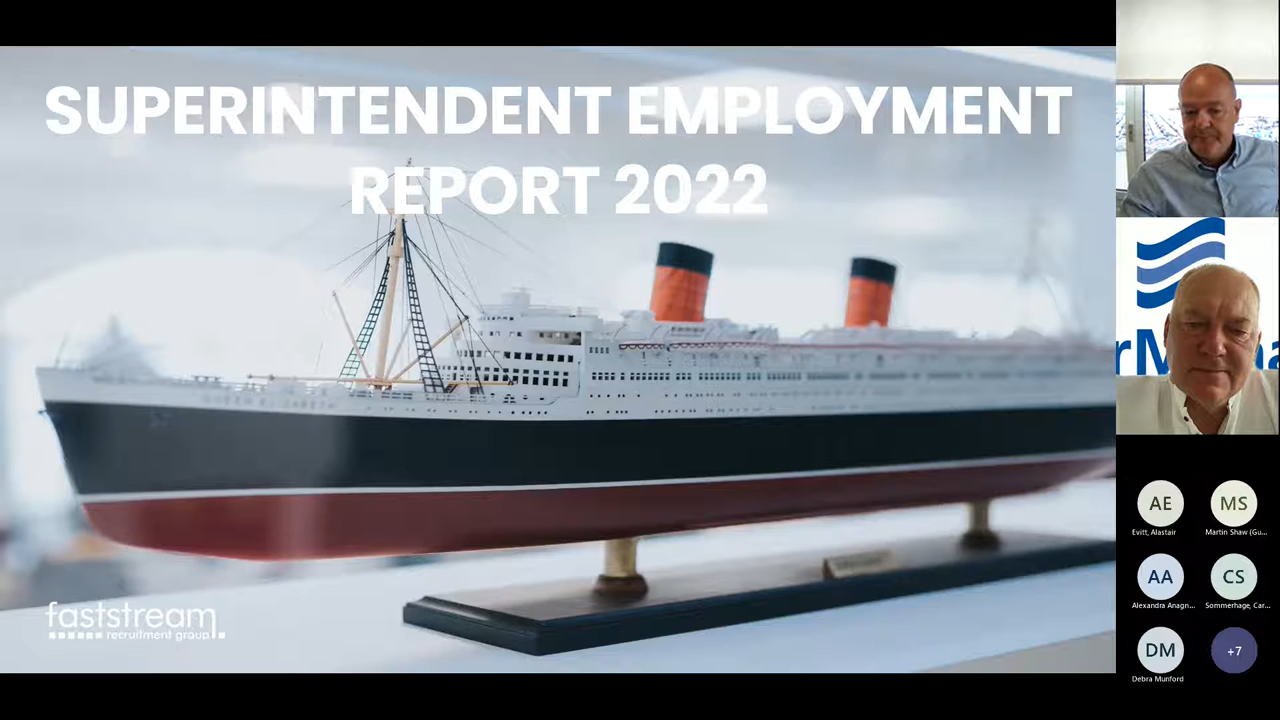 SUPERINTENDENT EMPLOYMENT
REPORT 2022
faststream
recruitment group
AE
MS
Evitt, Alastair
Martin Shaw (Gu...
AA
CS
Alexandra Anagn...
Sommerhage, Car...
DM
+7
Debra Munford